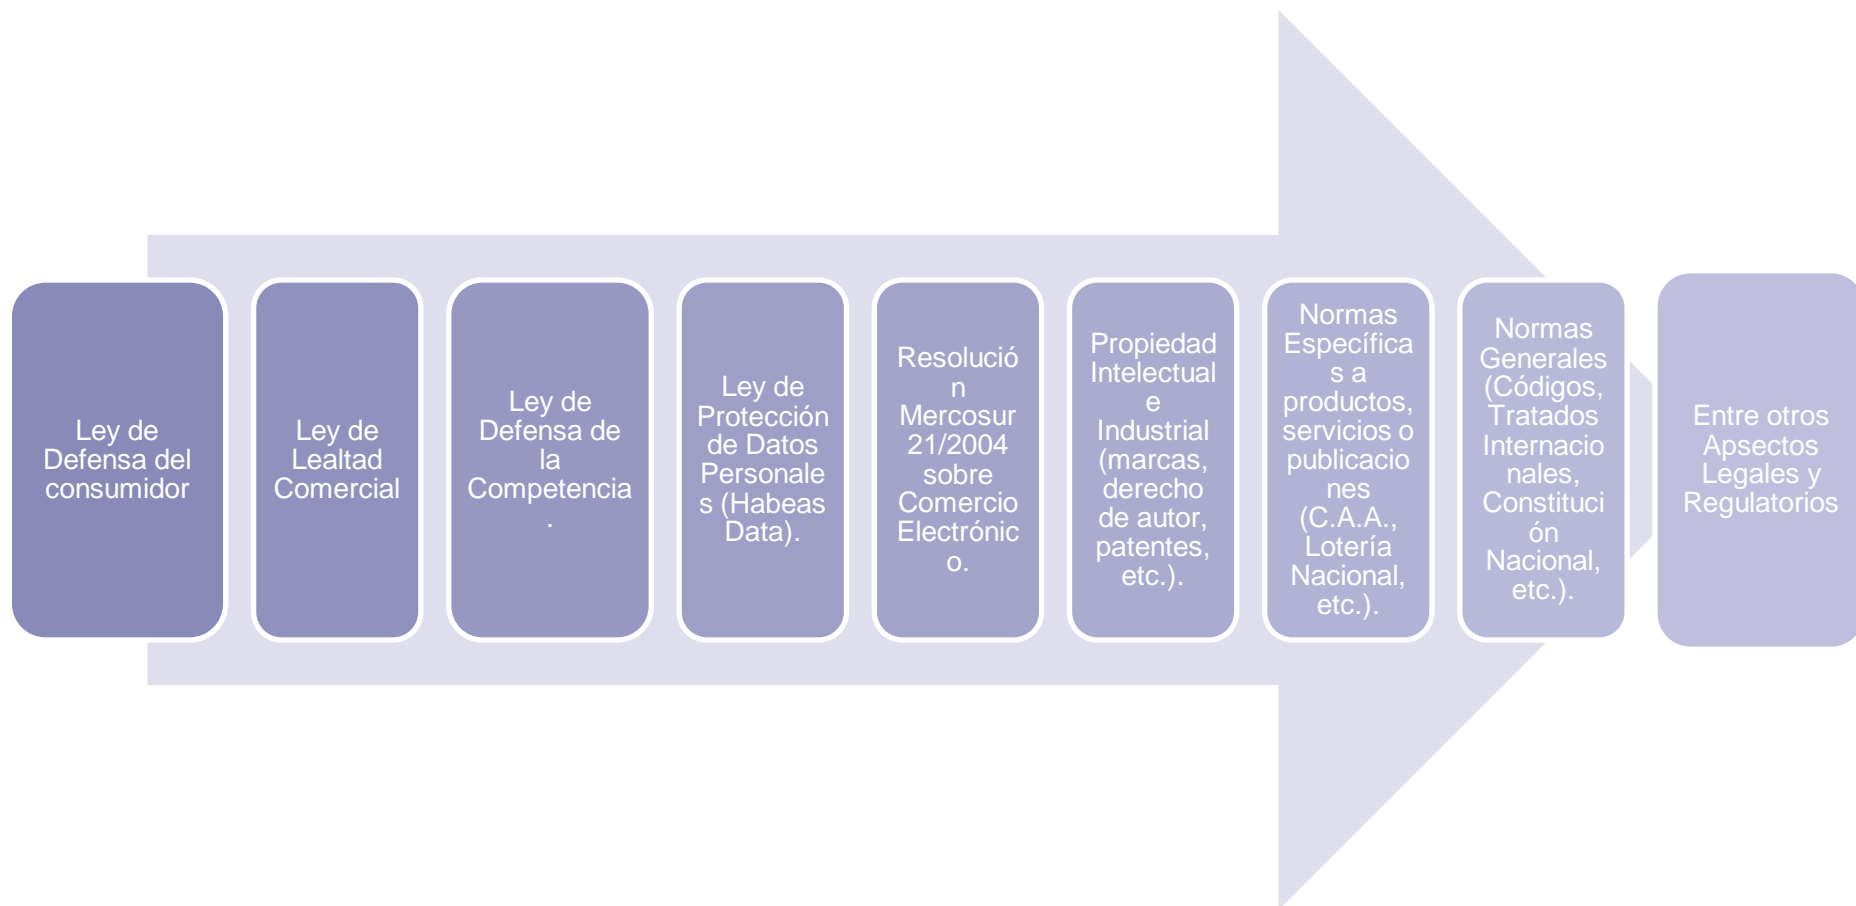 Ley de
Defensa del
consumidor
Ley de
Lealtad
Comercial
Ley de
Defensa de
la
Competencia
.
Ley de
Protección
de Datos
Personale
s (Habeas
Data).
Resolució
n
Mercosur
21/2004
sobre
Comercio
Electrónic
o.
Propiedad
Intelectual
e
Industrial
(marcas,
derecho
de autor,
patentes,
etc.).
Normas
Específica
s a
productos,
servicios o
publicacio
nes
(C.A.A.,
Lotería
Nacional,
etc.).
Normas
Generales
(Códigos,
Tratados
Internacio
nales,
Constituci
ón
Nacional,
etc.).
Entre otros
Apsectos
Legales y
Regulatorios